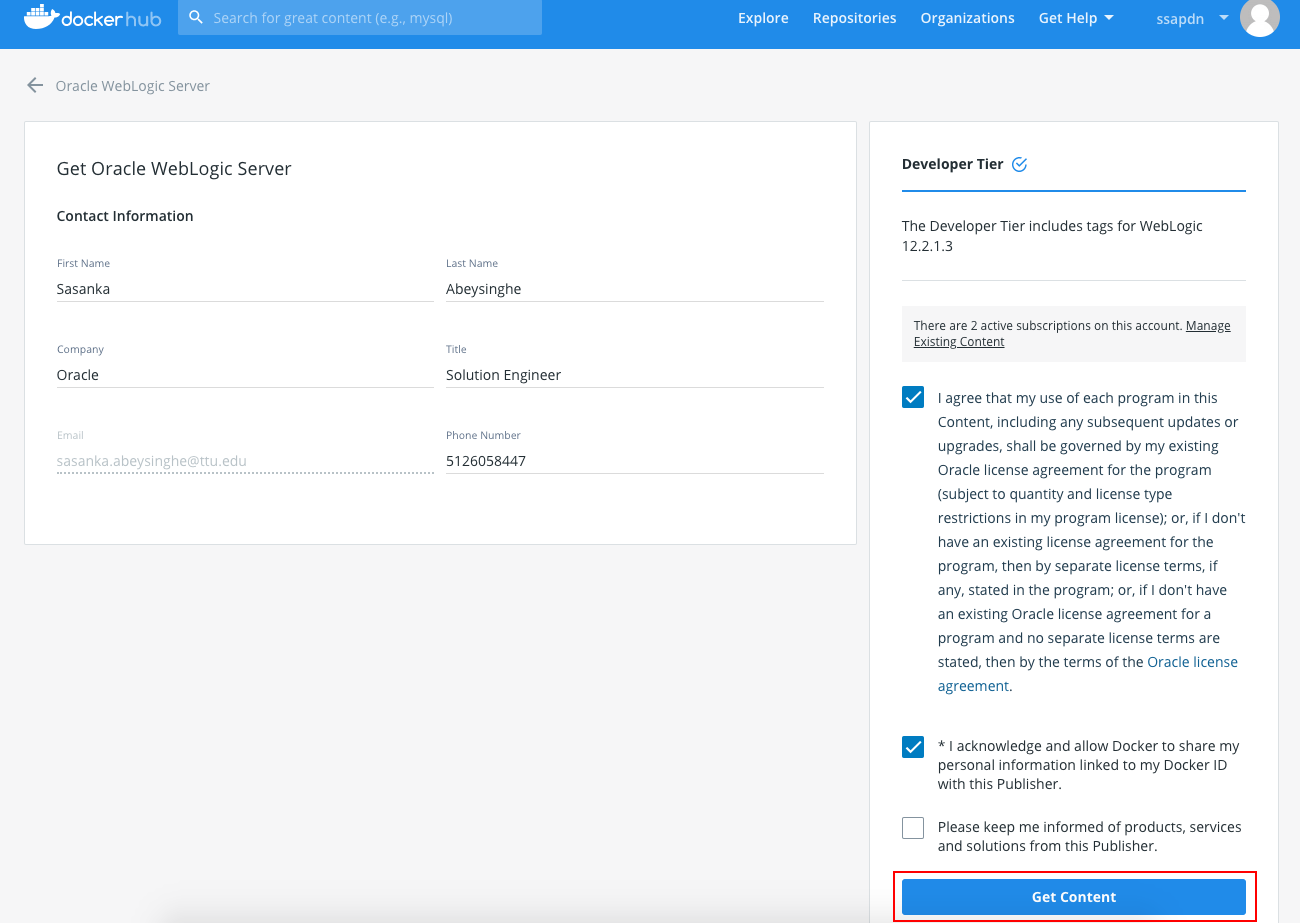 dockerhub
Search for great content (e.g., mysql)
Explore
Repositories
Organizations
Get Help
ssapdn
Oracle WebLogic Server
Get Oracle WebLogic Server
Contact Information
First Name
Sasanka
Last Name
Abeysinghe
Company
Oracle
Title
Solution Engineer
Email
sasanka.abeysinghe@ttu.edu
Phone Number
5126058447
Developer Tier
The Developer Tier includes tags for WebLogic
12.2.1.3
There are 2 active subscriptions on this account. Manage
Existing Content
I agree that my use of each program in this
Content, including any subsequent updates or
upgrades, shall be governed by my existing
Oracle license agreement for the program
(subject to quantity and license type
restrictions in my program license); or, if I don't
have an existing license agreement for the
program, then by separate license terms, if
any, stated in the program; or, if I don't have
an existing Oracle license agreement for a
program and no separate license terms are
stated, then by the terms of the Oracle license
agreement.
* I acknowledge and allow Docker to share my
personal information linked to my Docker ID
with this Publisher.
Please keep me informed of products, services
and solutions from this Publisher.
Get Content